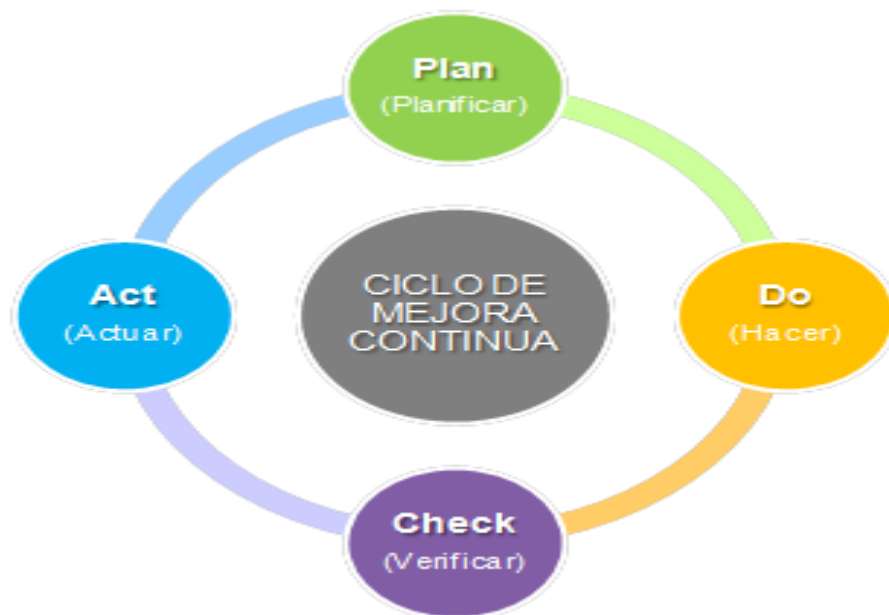 Plan
(Planificar)
Act
(Actuar)
CICLO DE
MEJORA
CONTINUA
Do
(Hacer)
Check
(Verificar)